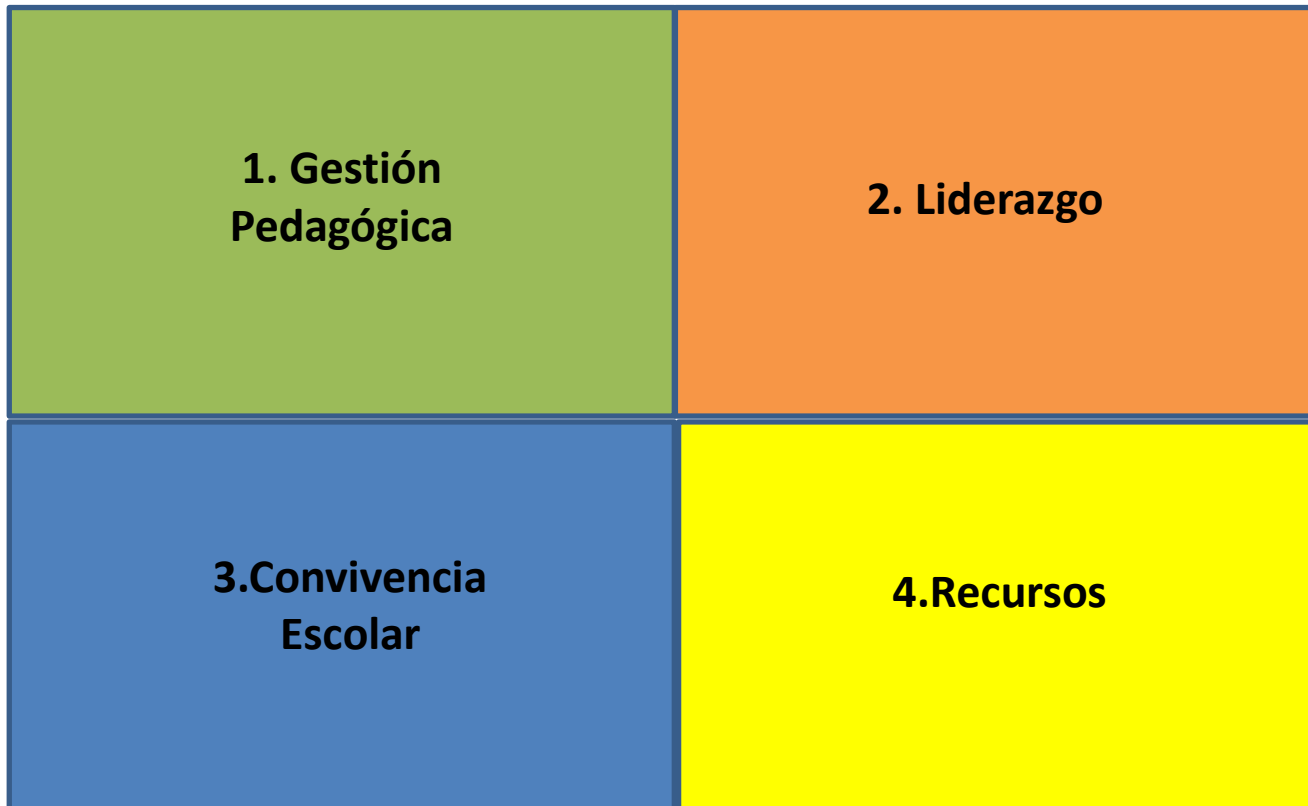 1. Gestión
Pedagógica
2. Liderazgo
3.Convivencia
Escolar
4.Recursos